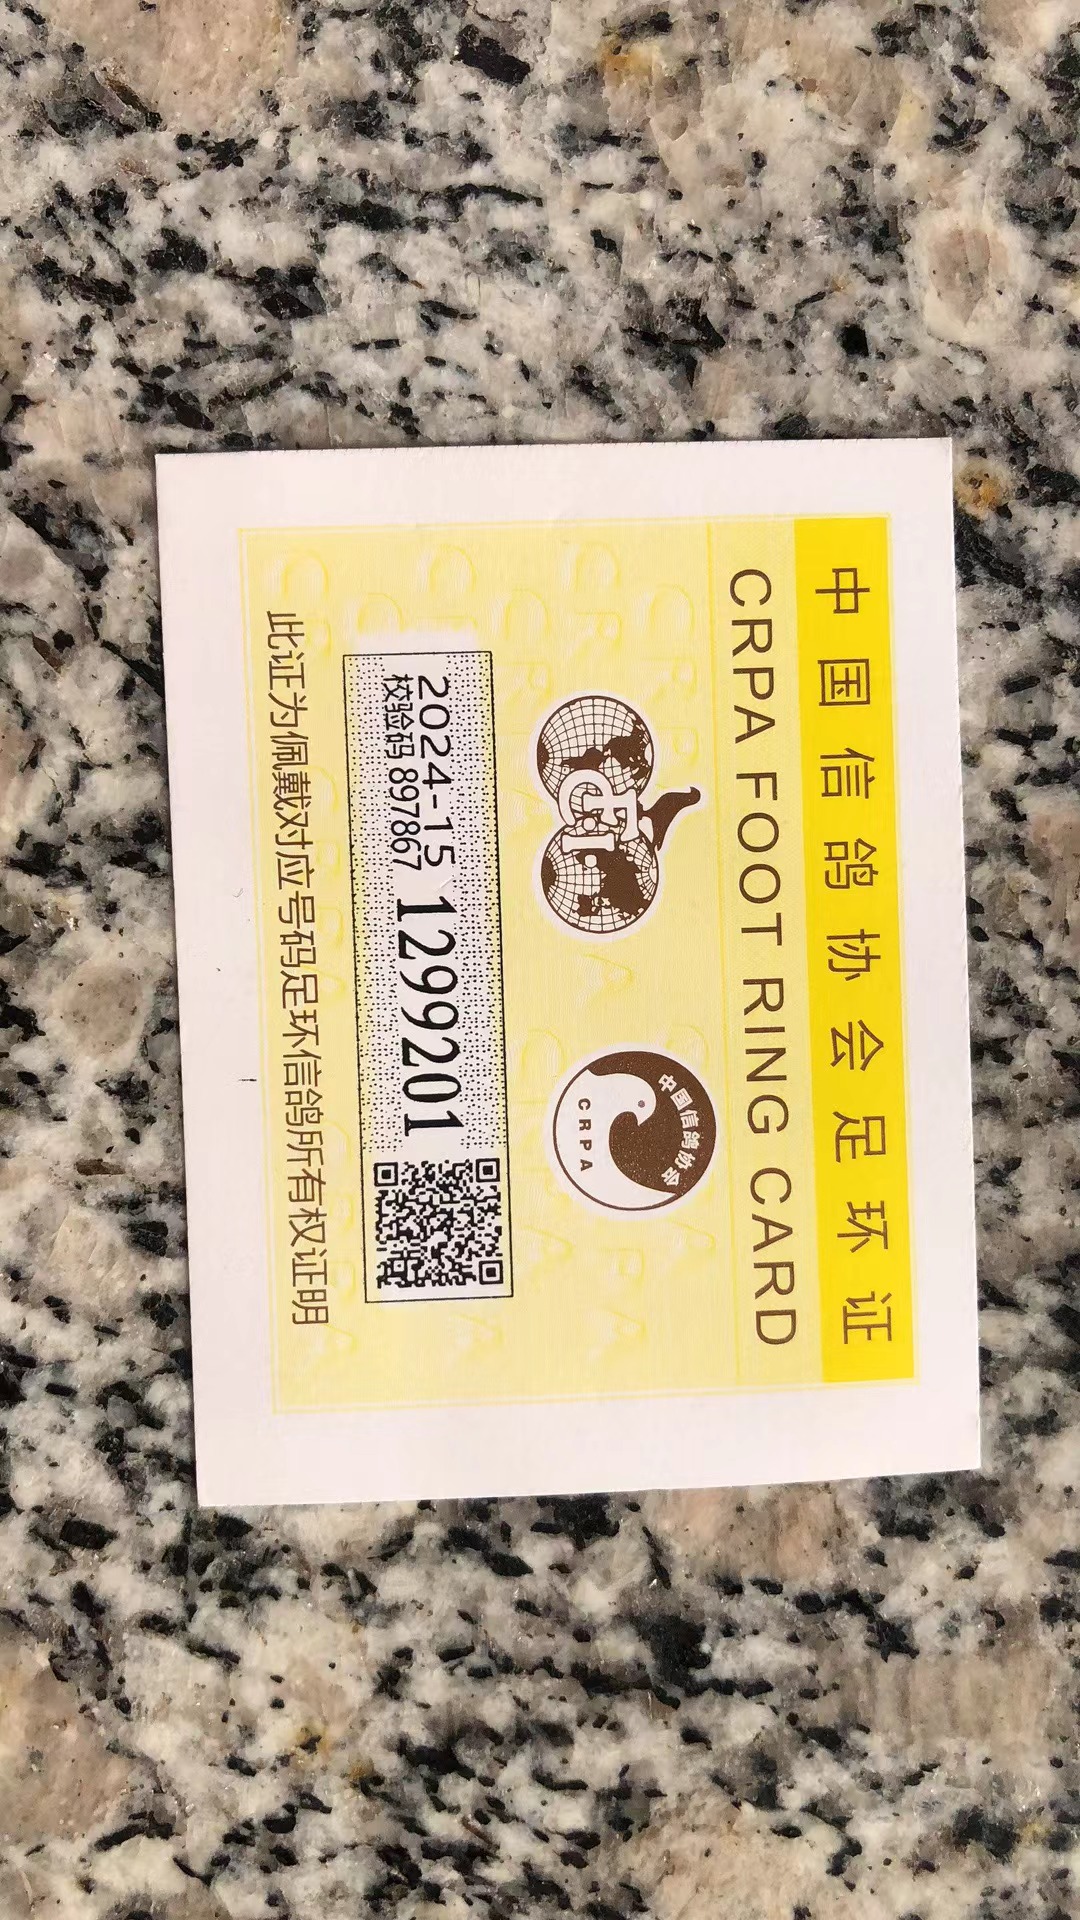 中国信鸽协会足环证
CRPA FOOT RING CARD
FCI
中国信鸽协会
CRPA
2024-15 1299201
校验码 897867
此证为佩戴对应号码足环信鸽所有权证明